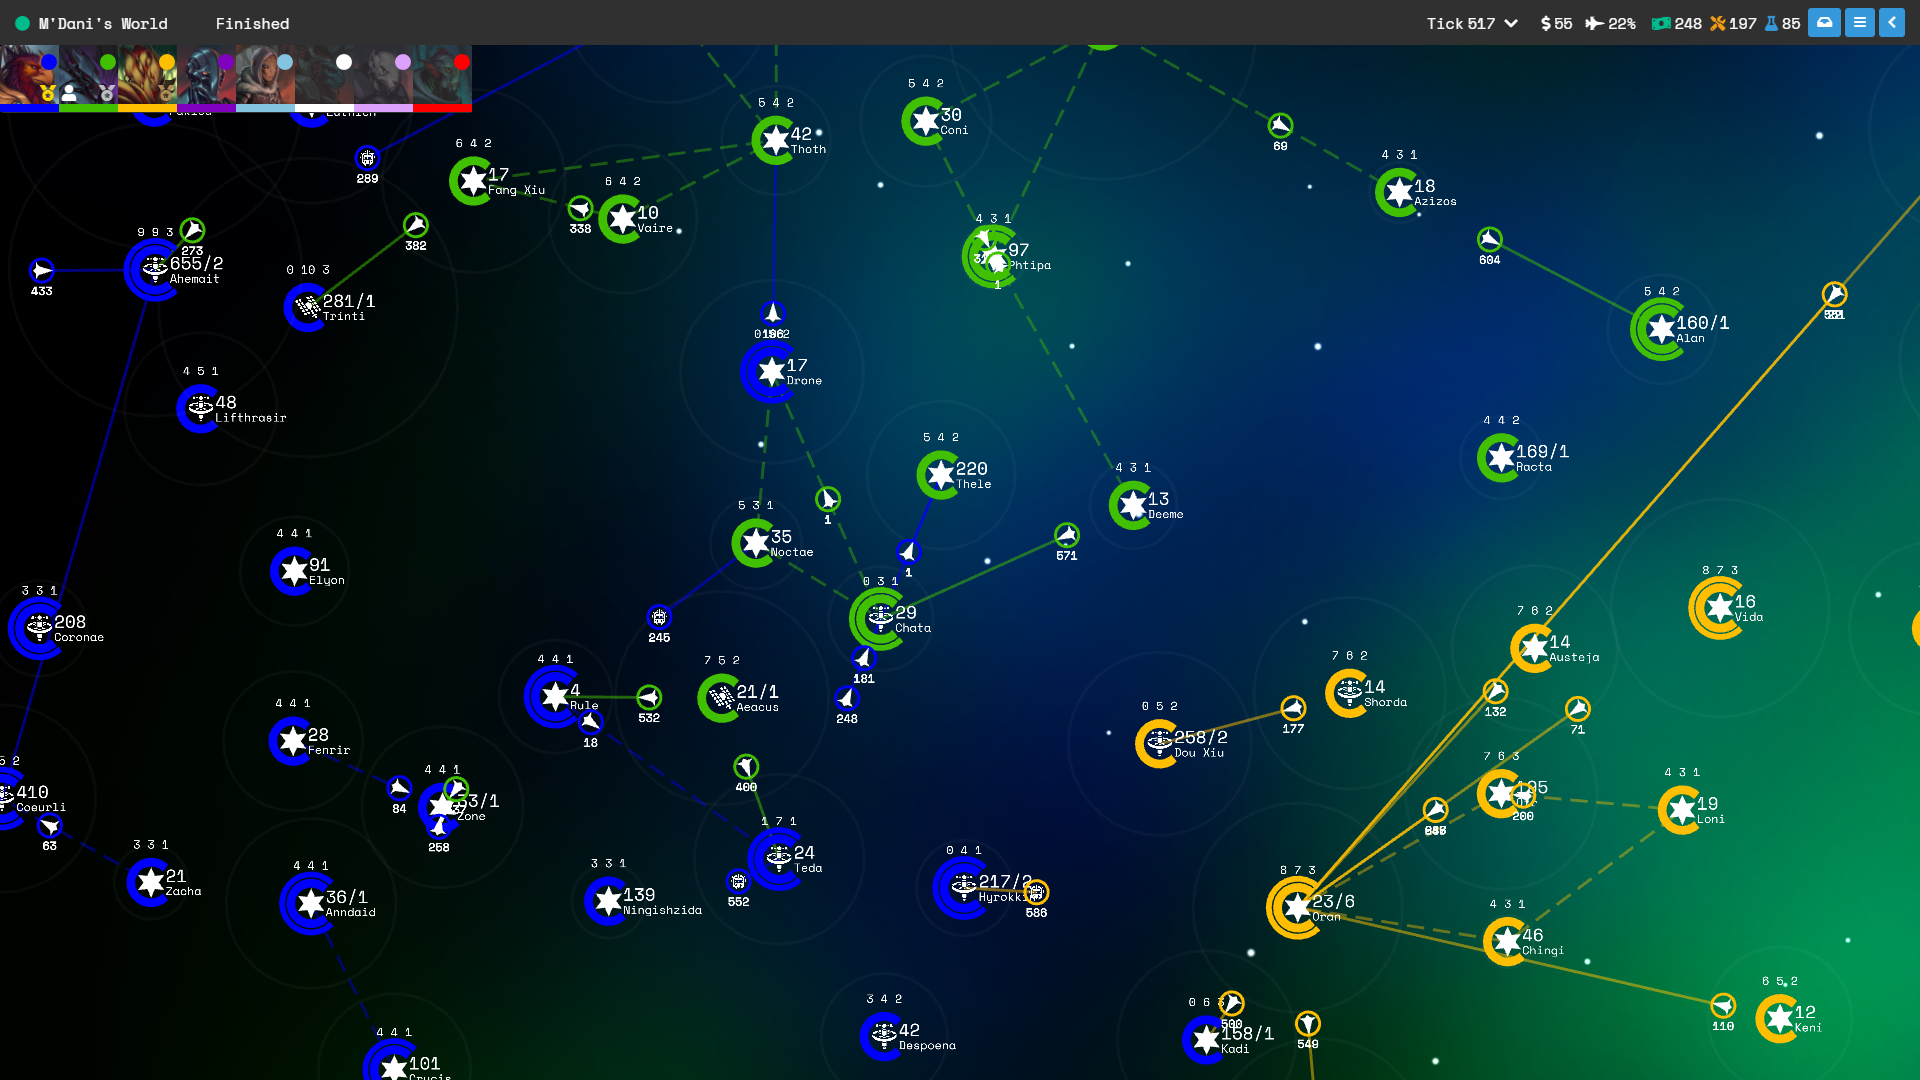 M'Dani's World
Finished
Tick 517
$ 55
22%
248
197
85
5 4 2
42
Thoth
5 4 2
30
Coni
69
4 3 1
18
Azizos
289
6 4 2
17
Fang Xiu
338
6 4 2
10
Vaire
382
9 9 3
273
655/2
Ahemait
433
0 10 3
281/1
Trinti
4 3 1
97
Phtipa
1
604
5 4 2
160/1
Alan
17
Drone
4 5 1
48
Lifthrasir
4 4 2
169/1
Racta
5 4 2
220
Thele
4 3 1
13
Deeme
1
5 3 1
35
Noctae
571
1
4 4 1
91
Elyon
3 3 1
208
Coronae
245
0 3 1
29
Chata
181
248
8 7 3
16
Vida
7 6 2
14
Austeja
4 4 1
4
Rule
18
532
7 5 2
21/1
Aeacus
7 6 2
14
Shorda
132
71
177
0 5 2
258/2
Dou Xiu
4 4 1
28
Fenrir
84
4 4 1
Zone
258
400
5 2
410
Coeurli
63
3 3 1
21
Zacha
7 6 3
200
4 3 1
19
Loni
1 7 1
24
Teda
552
4 4 1
36/1
Anndaid
3 3 1
139
Ningishzida
0 4 1
217/2
586
8 7 3
23/6
Oran
4 3 1
46
Chingi
110
6 5 2
12
Keni
3 4 2
42
Despoena
0 6 3
500
158/1
Kadi
549
4 4 1
101
Crucis